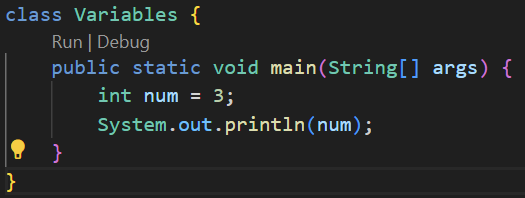 class Variables {
Run | Debug
public static void main(String[] args) {
int num = 3;
System.out.println(num);
}
}